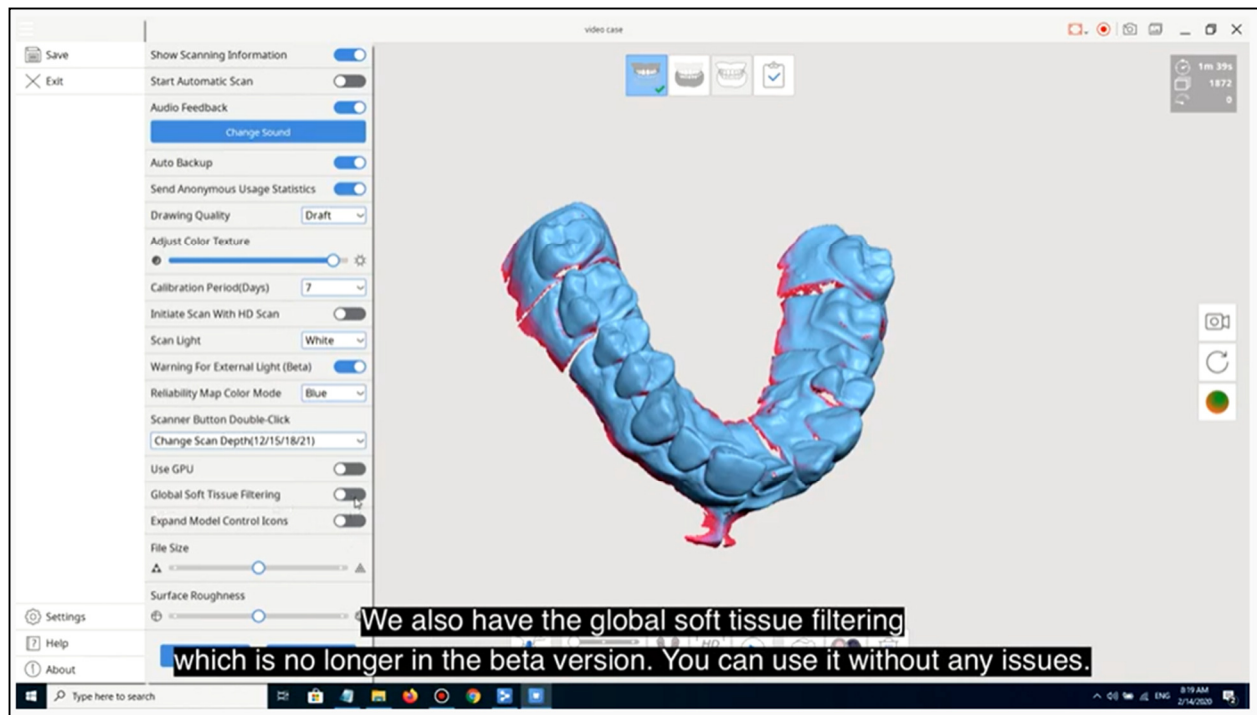 video case
Save
Exit
Show Scanning Information
Start Automatic Scan
Audio Feedback
Change Sound
Auto Backup
Send Anonymous Usage Statistics
Drawing Quality Draft
Adjust Color Texture
Calibration Period(Days) 7
Initiate Scan With HD Scan
Scan Light White
Warning For External Light (Beta)
Reliability Map Color Mode Blue
Scanner Button Double-Click
Change Scan Depth(12/15/18/21)
Use GPU
Global Soft Tissue Filtering
Expand Model Control Icons
File Size
Surface Roughness
1m 39s
1872
0
Settings
Help
About
HD
We also have the global soft tissue filtering
which is no longer in the beta version. You can use it without any issues.
Type here to search
ENG
8:19 AM
2/14/2020
2